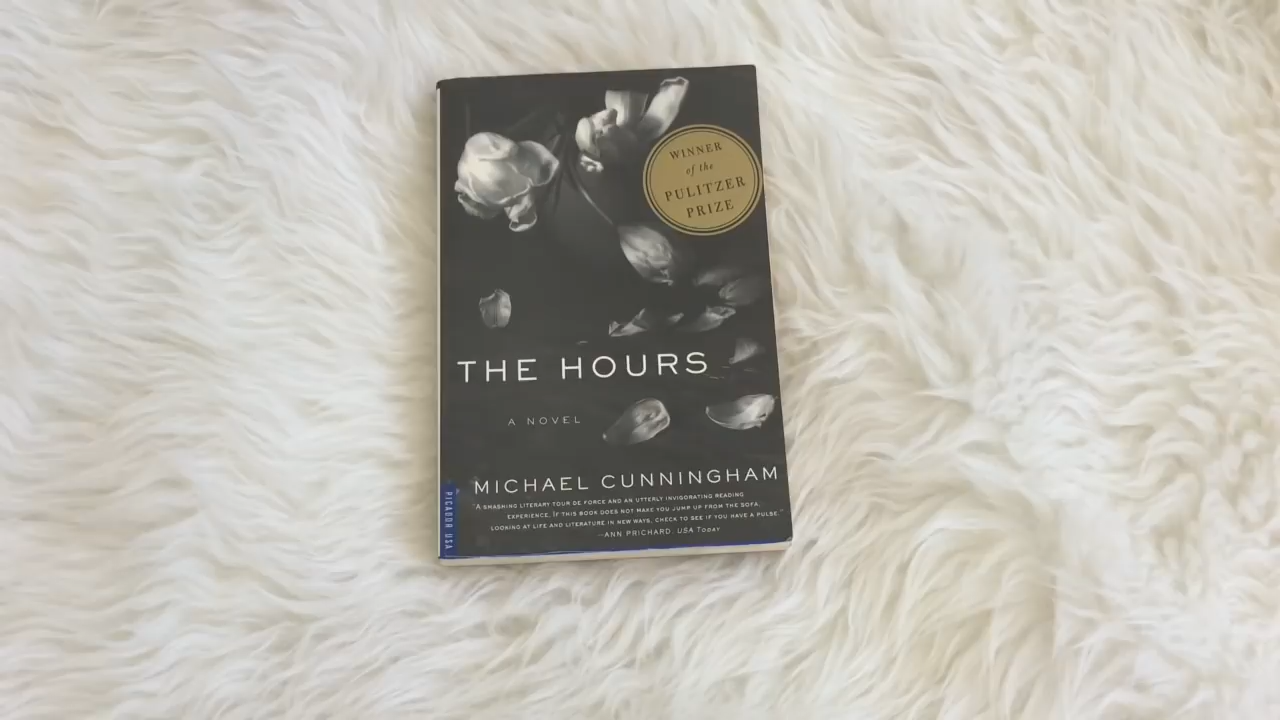 WINNER
of the
PULITZER
PRIZE
THE HOURS
A NOVEL
MICHAEL CUNNINGHAM
"A SMASHING LITERARY TOUR DE FORCE AND AN UTTERLY INVIGORATING READING
EXPERIENCE. IF THIS BOOK DOES NOT MAKE YOU JUMP UP FROM THE SOFA,
LOOKING AT LIFE AND LITERATURE IN NEW WAYS, CHECK TO SEE IF YOU HAVE A PULSE."
—ANN PRICHARD, USA TODAY
PICADOR USA